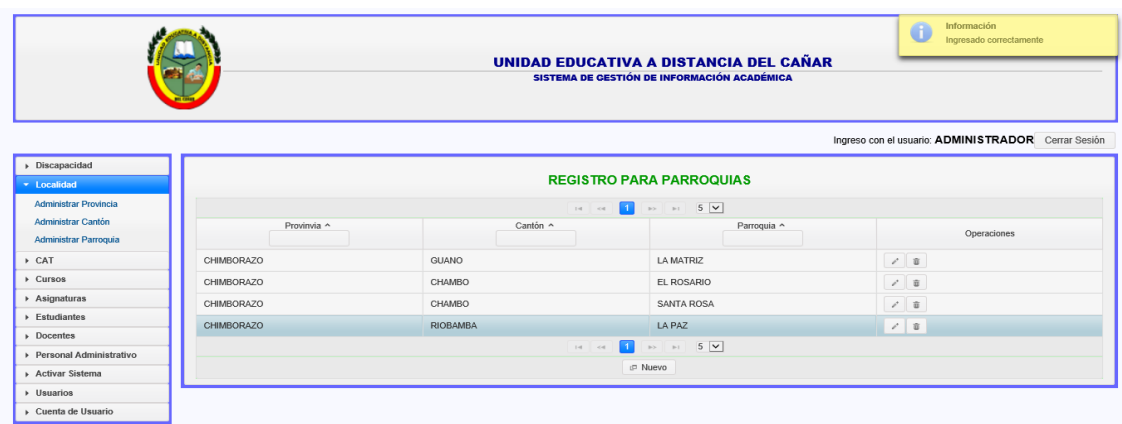 Información
Ingresado correctamente
UNIDAD EDUCATIVA A DISTANCIA DEL CAÑAR
SISTEMA DE GESTIÓN DE INFORMACIÓN ACADÉMICA
Ingreso con el usuario: ADMINISTRADOR Cerrar Sesión
Discapacidad
Localidad
Administrar Provincia
Administrar Cantón
Administrar Parroquia
CAT
Cursos
Asignaturas
Estudiantes
Docentes
Personal Administrativo
Activar Sistema
Usuarios
Cuenta de Usuario
REGISTRO PARA PARROQUIAS
1 5
Provinvia Cantón Parroquia Operaciones
CHIMBORAZO GUANO LA MATRIZ
CHIMBORAZO CHAMBO EL ROSARIO
CHIMBORAZO CHAMBO SANTA ROSA
CHIMBORAZO RIOBAMBA LA PAZ
1 5
Nuevo